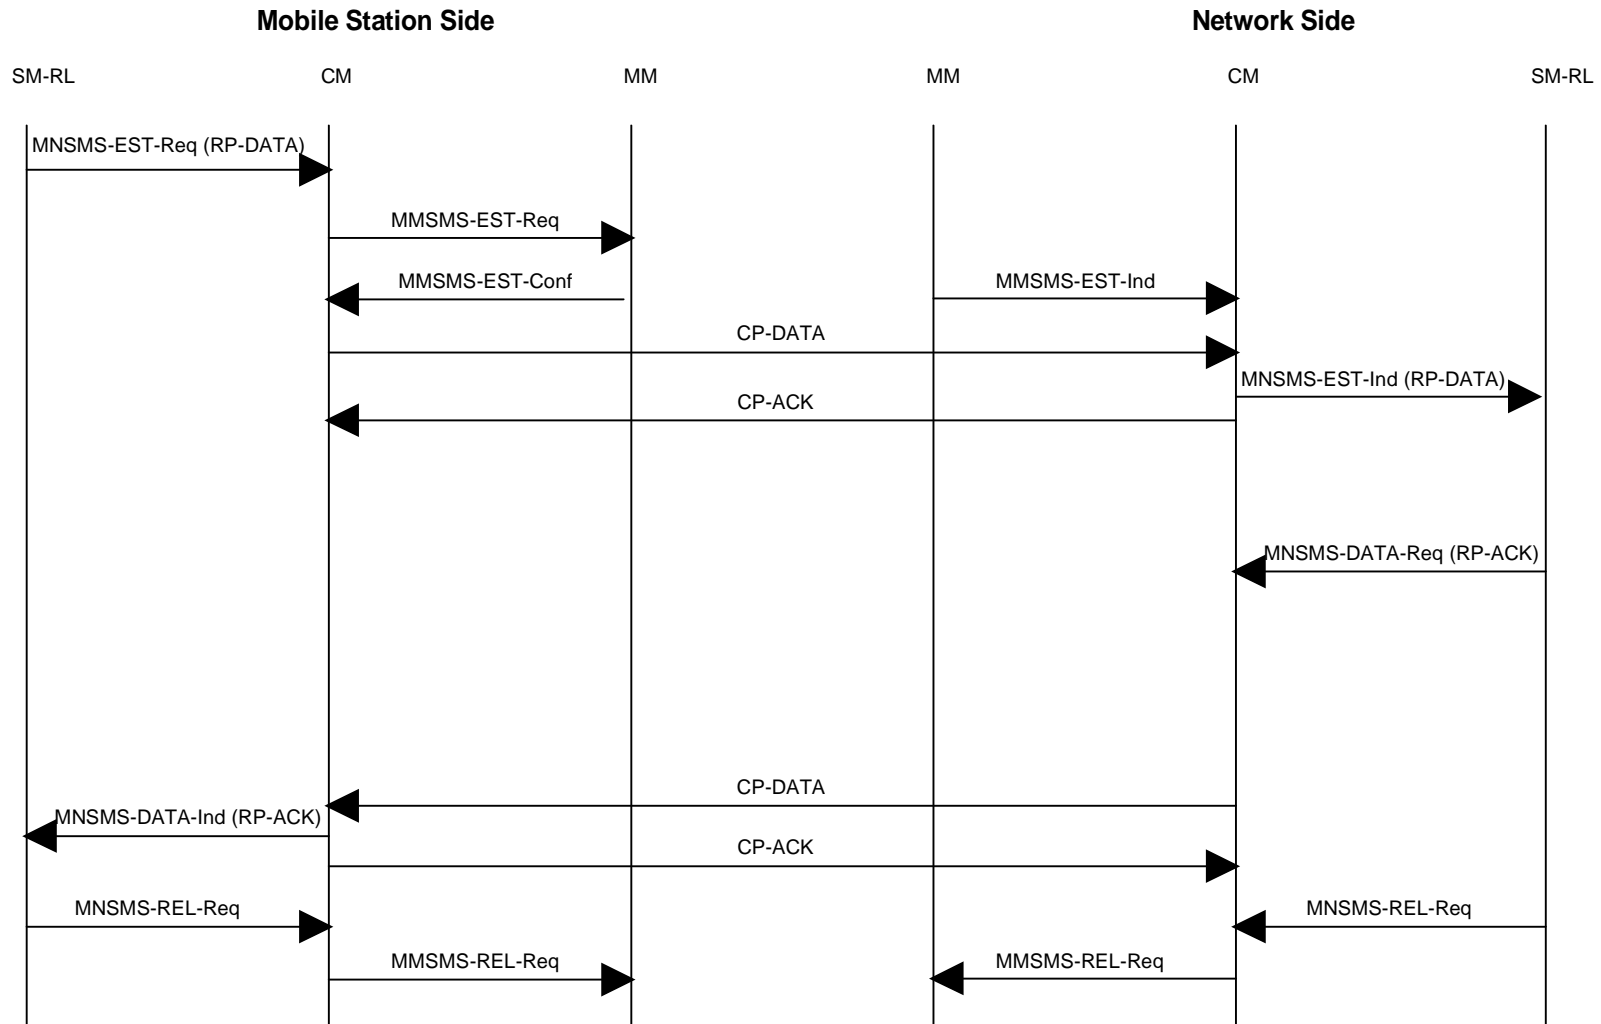 Mobile Station Side
Network Side
SM-RL
CM
MM
MM
CM
SM-RL
MNSMS-EST-Req (RP-DATA)
MMSMS-EST-Req
MMSMS-EST-Conf
MMSMS-EST-Ind
CP-DATA
MNSMS-EST-Ind (RP-DATA)
CP-ACK
MNSMS-DATA-Req (RP-ACK)
CP-DATA
MNSMS-DATA-Ind (RP-ACK)
CP-ACK
MNSMS-REL-Req
MNSMS-REL-Req
MMSMS-REL-Req
MMSMS-REL-Req